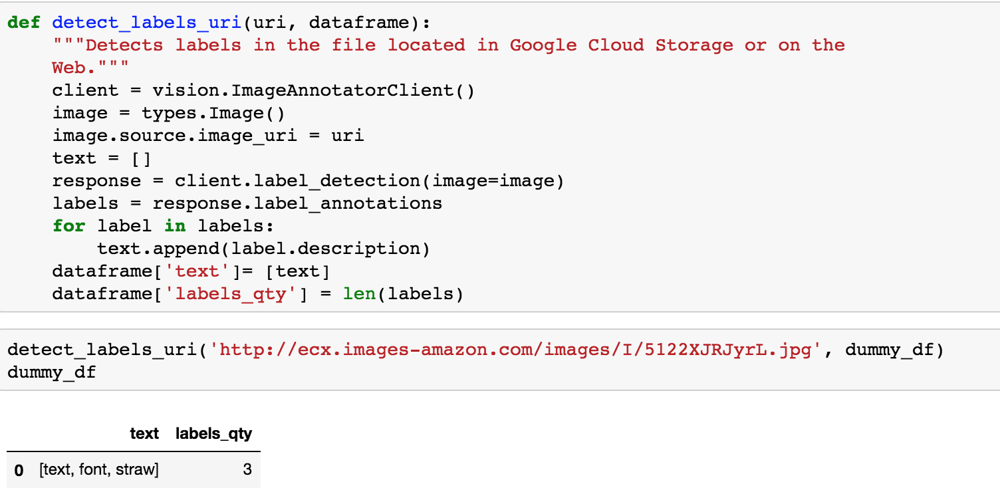 def detect_labels_uri(uri, dataframe):
    """Detects labels in the file located in Google Cloud Storage or on the
    Web."""
    client = vision.ImageAnnotatorClient()
    image = types.Image()
    image.source.image_uri = uri
    text = []
    response = client.label_detection(image=image)
    labels = response.label_annotations
    for label in labels:
        text.append(label.description)
    dataframe['text']= [text]
    dataframe['labels_qty'] = len(labels)
detect_labels_uri('http://ecx.images-amazon.com/images/I/5122XJRJyrL.jpg', dummy_df)
dummy_df
text labels_qty
0 [text, font, straw] 3